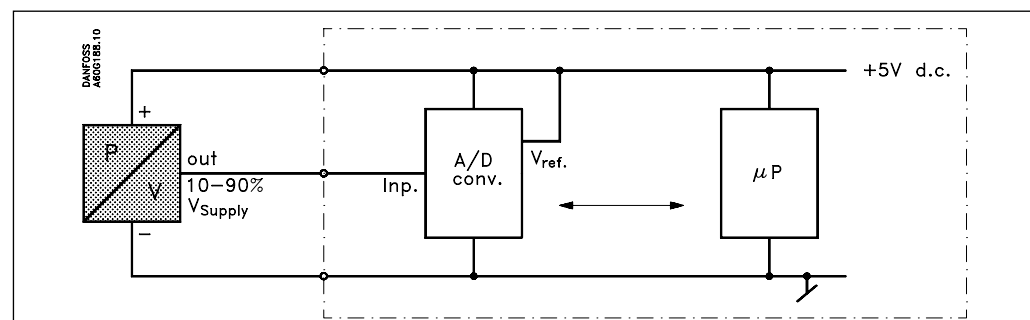 DANFOSS
A60G188.10
+5V d.c.
+
P
V
out
10-90%
VSupply
-
Inp.
A/D
conv.
Vref.
µP